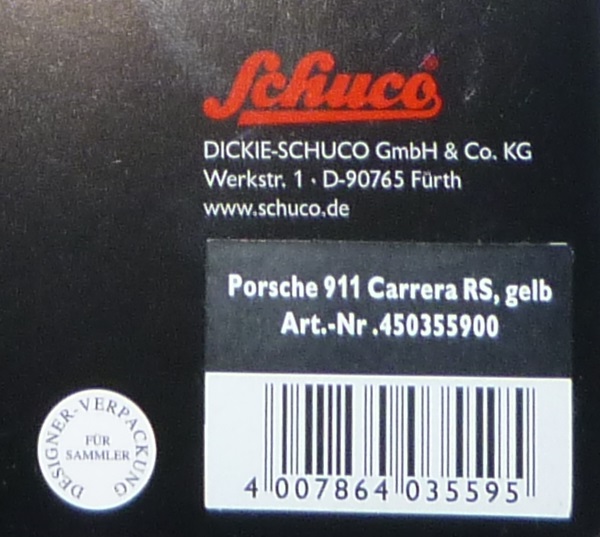 Schuco®
DICKIE-SCHUCO GmbH & Co. KG
Werkstr. 1 · D-90765 Fürth
www.schuco.de
Porsche 911 Carrera RS, gelb
Art.-Nr .450355900
4 007864 035595
DESIGNER-VERPACKUNG
FÜR
SAMMLER